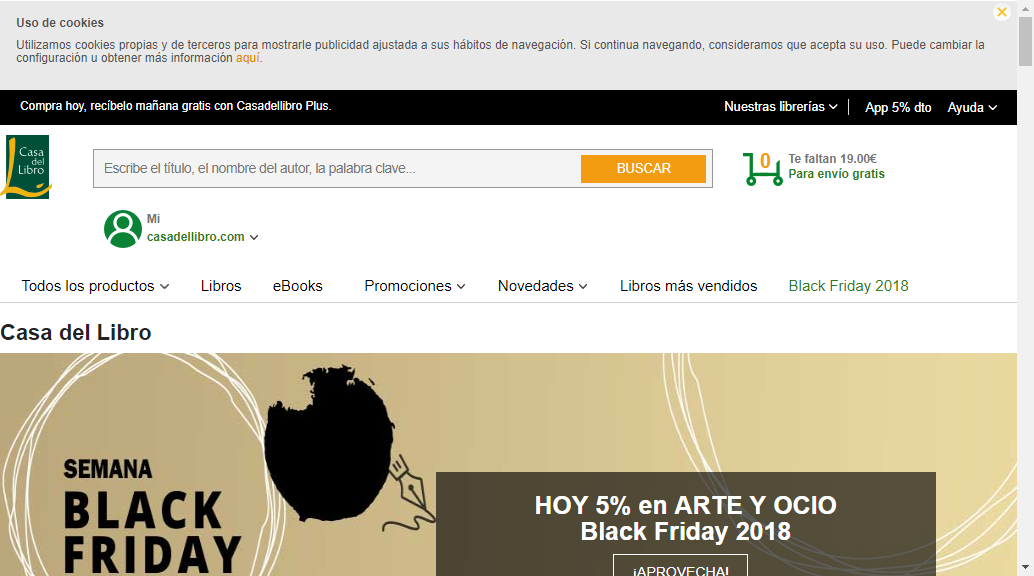 Uso de cookies
Utilizamos cookies propias y de terceros para mostrarle publicidad ajustada a sus hábitos de navegación. Si continua navegando, consideramos que acepta su uso. Puede cambiar la
configuración u obtener más información aquí.
Compra hoy, recíbelo mañana gratis con Casadellibro Plus.
Nuestras librerías
App 5% dto
Ayuda
Casa
del
Libro
Escribe el título, el nombre del autor, la palabra clave...
BUSCAR
0
Te faltan 19.00€
Para envío gratis
Mi
casadellibro.com
Todos los productos
Libros
eBooks
Promociones
Novedades
Libros más vendidos
Black Friday 2018
Casa del Libro
SEMANA
BLACK
FRIDAY
HOY 5% en ARTE Y OCIO
Black Friday 2018
¡APROVECHA!